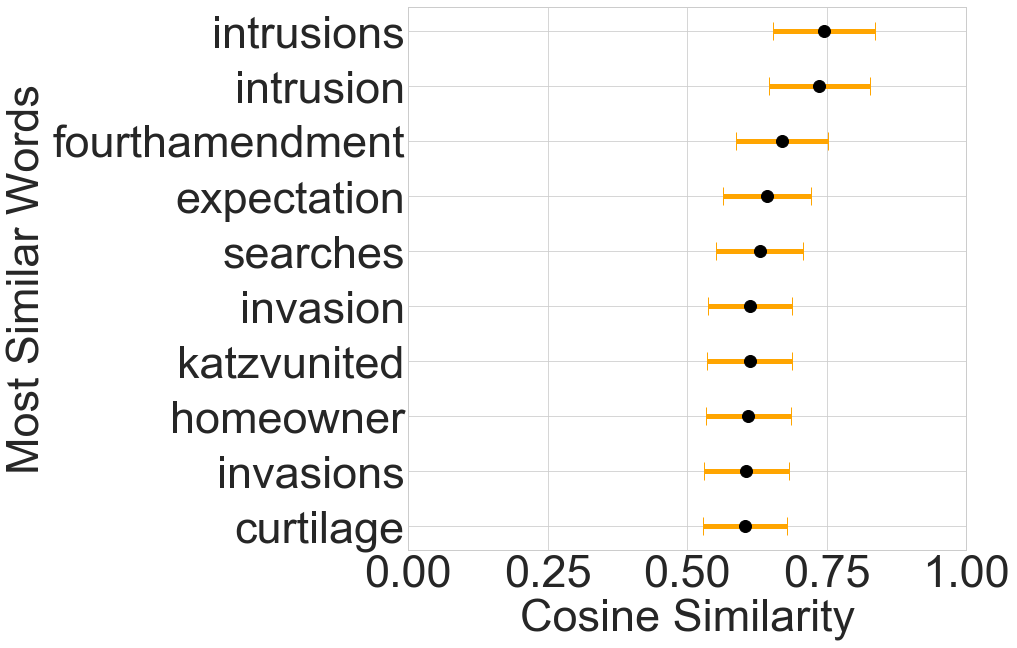 Most Similar Words
intrusions
intrusion
fourthamendment
expectation
searches
invasion
katzvunited
homeowner
invasions
curtilage
0.00 0.25 0.50 0.75 1.00
Cosine Similarity